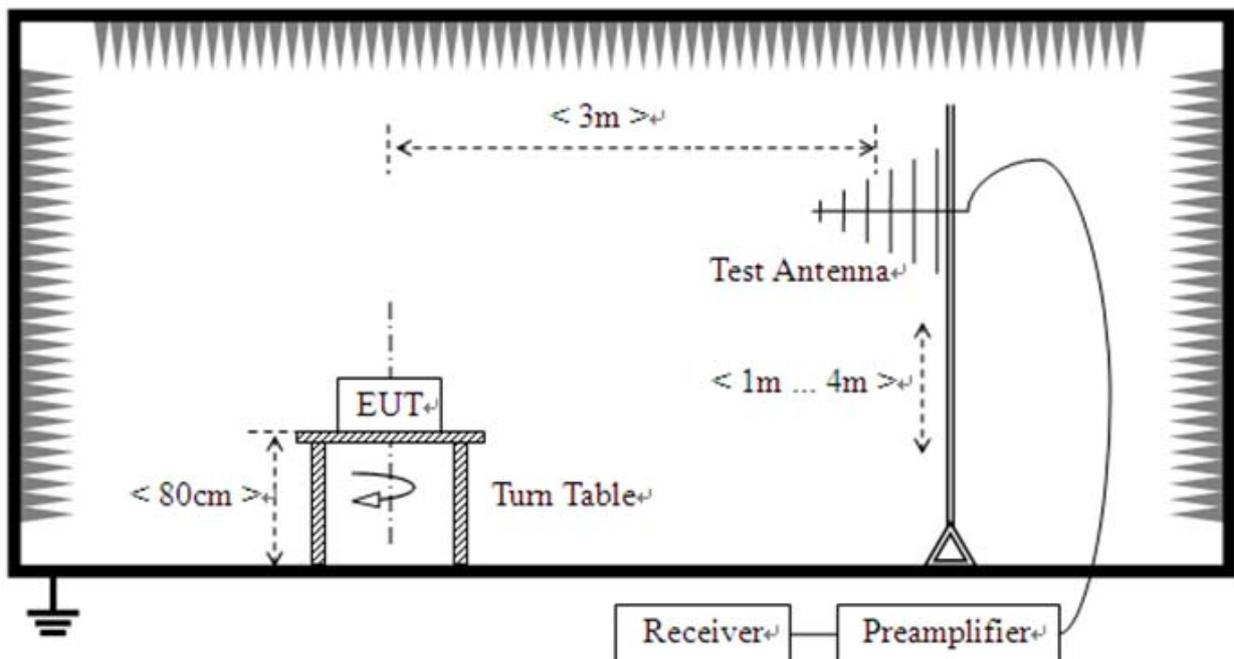 < 3m >↵
Test Antenna↵
< 1m ... 4m >↵
EUT↵
< 80cm >↵
Turn Table↵
Receiver↵
Preamplifier↵